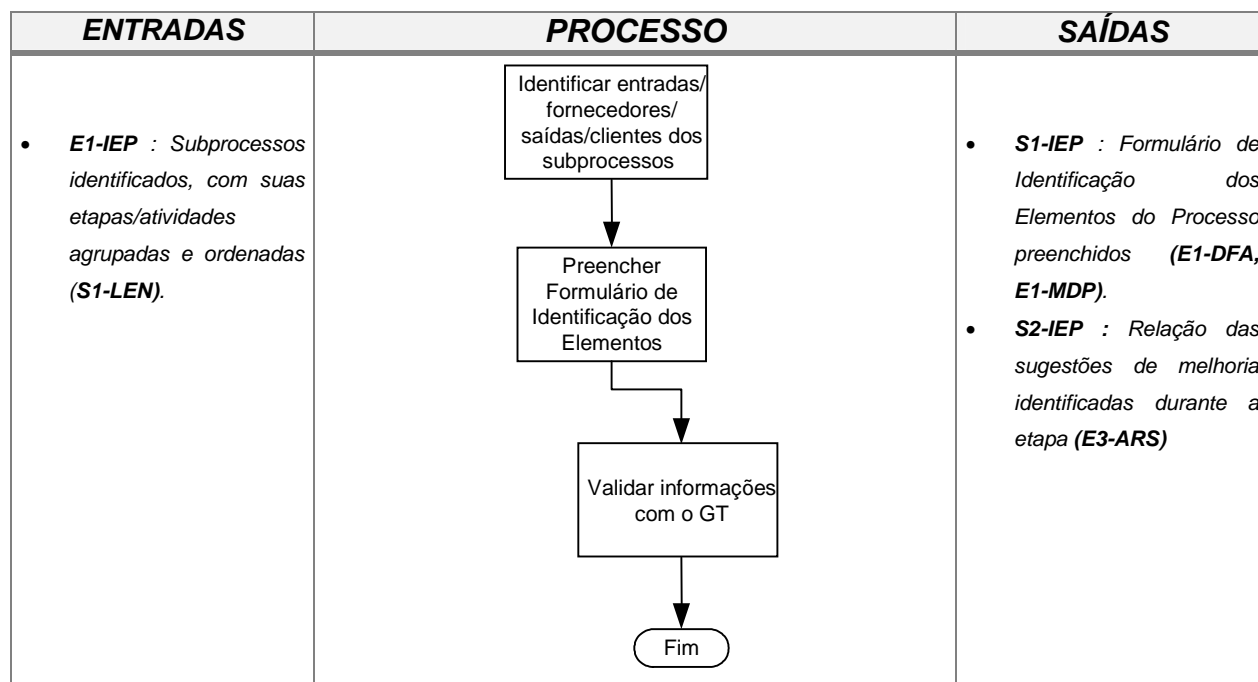 ENTRADAS
PROCESSO
SAÍDAS
• E1-IEP : Subprocessos
identificados, com suas
etapas/atividades
agrupadas e ordenadas
(S1-LEN).
Identificar entradas/
fornecedores/
saídas/clientes dos
subprocessos
Preencher
Formulário de
Identificação dos
Elementos
Validar informações
com o GT
Fim
• S1-IEP : Formulário de
Identificação dos
Elementos do Processo
preenchidos (E1-DFA,
E1-MDP).
• S2-IEP : Relação das
sugestões de melhoria
identificadas durante a
etapa (E3-ARS)